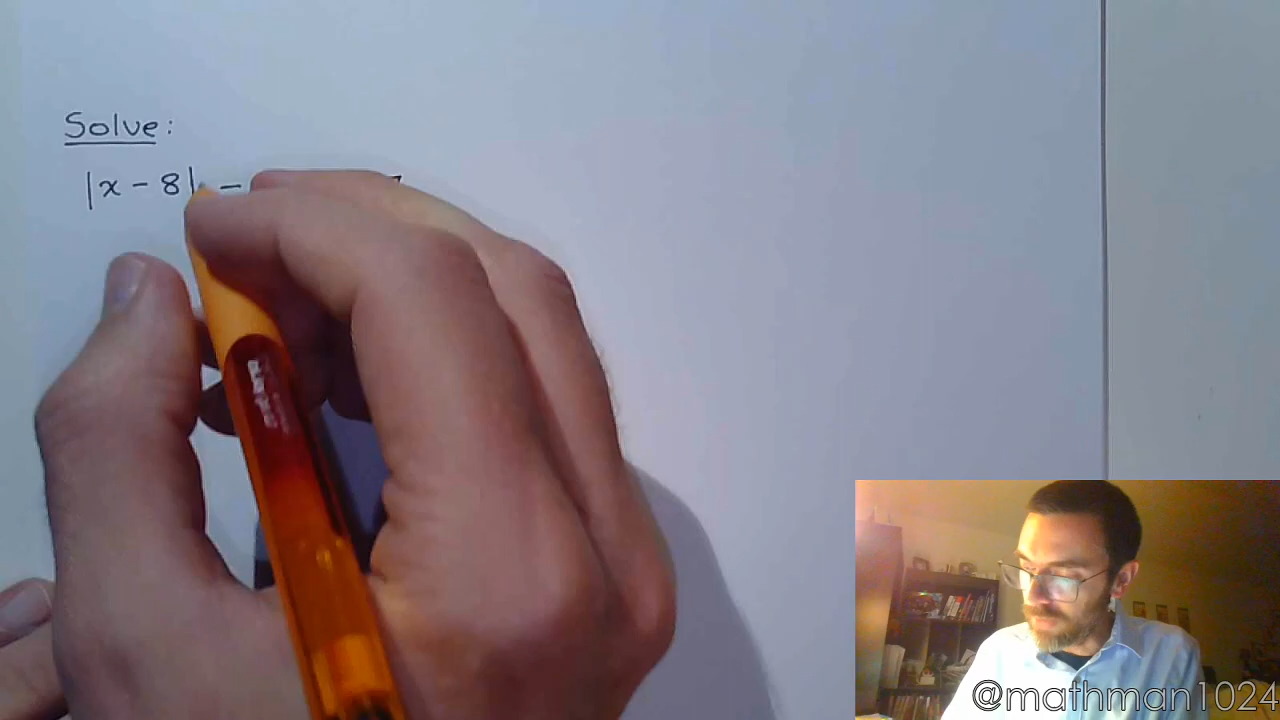 Solve:
|x - 8| -
@mathman1024